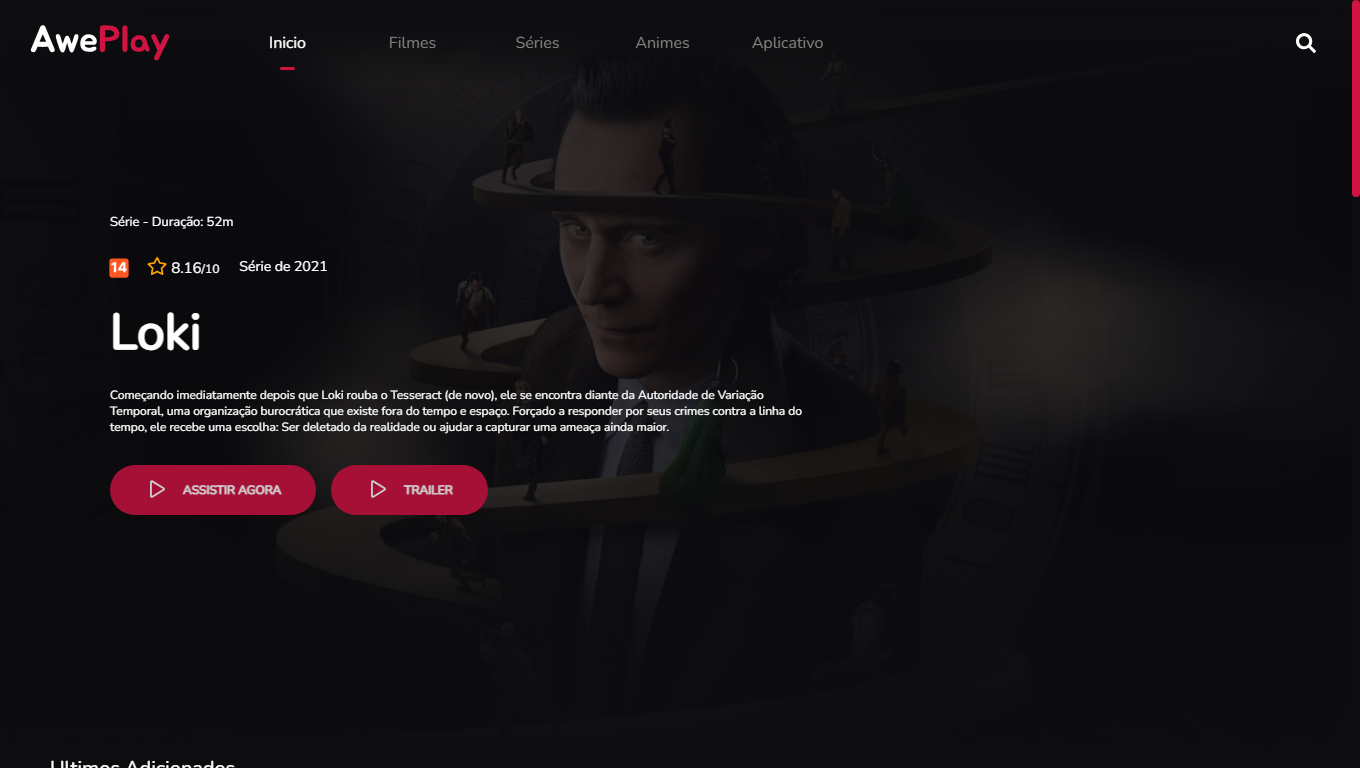 AwePlay
Inicio
Filmes
Séries
Animes
Aplicativo
Série - Duração: 52m
14
8.16/10
Série de 2021
Loki
Começando imediatamente depois que Loki rouba o Tesseract (de novo), ele se encontra diante da Autoridade de Variação
Temporal, uma organização burocrática que existe fora do tempo e espaço. Forçado a responder por seus crimes contra a linha do
tempo, ele recebe uma escolha: Ser deletado da realidade ou ajudar a capturar uma ameaça ainda maior.
ASSISTIR AGORA
TRAILER
Ultimos Adicionados